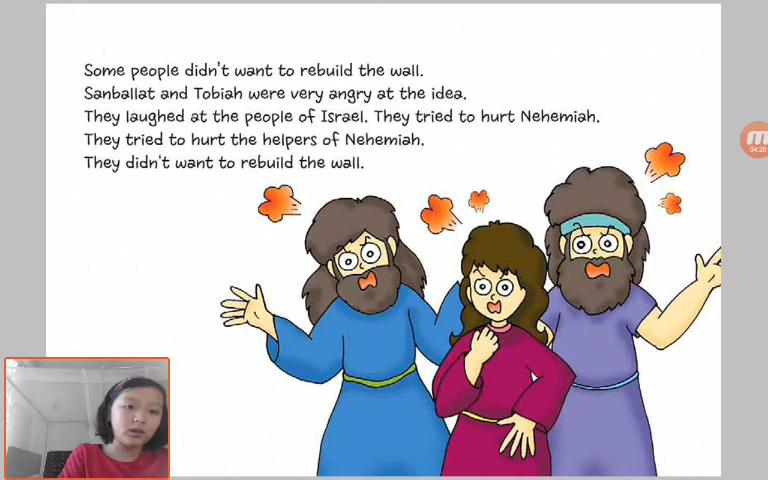 Some people didn't want to rebuild the wall.
Sanballat and Tobiah were very angry at the idea.
They laughed at the people of Israel. They tried to hurt Nehemiah.
They tried to hurt the helpers of Nehemiah.
They didn't want to rebuild the wall.
04:20